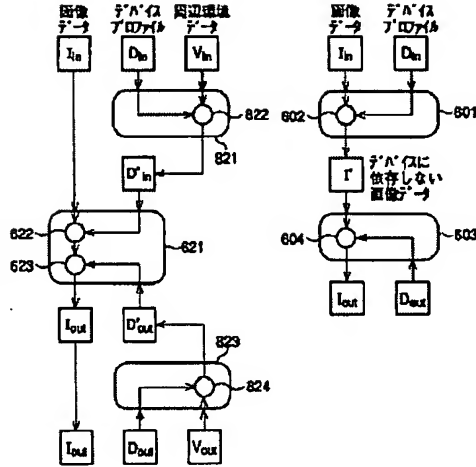 画像
データ
デバイス
プロファイル
周辺環境
データ
Iin
Din
Vin
822
821
D'in
622
623
621
Iout
D'out
823
824
Iout
Dout
Vout
画像
データ
デバイス
プロファイル
Iin
Din
602
601
I'
デバイスに
依存しない
画像データ
604
603
Iout
Dout